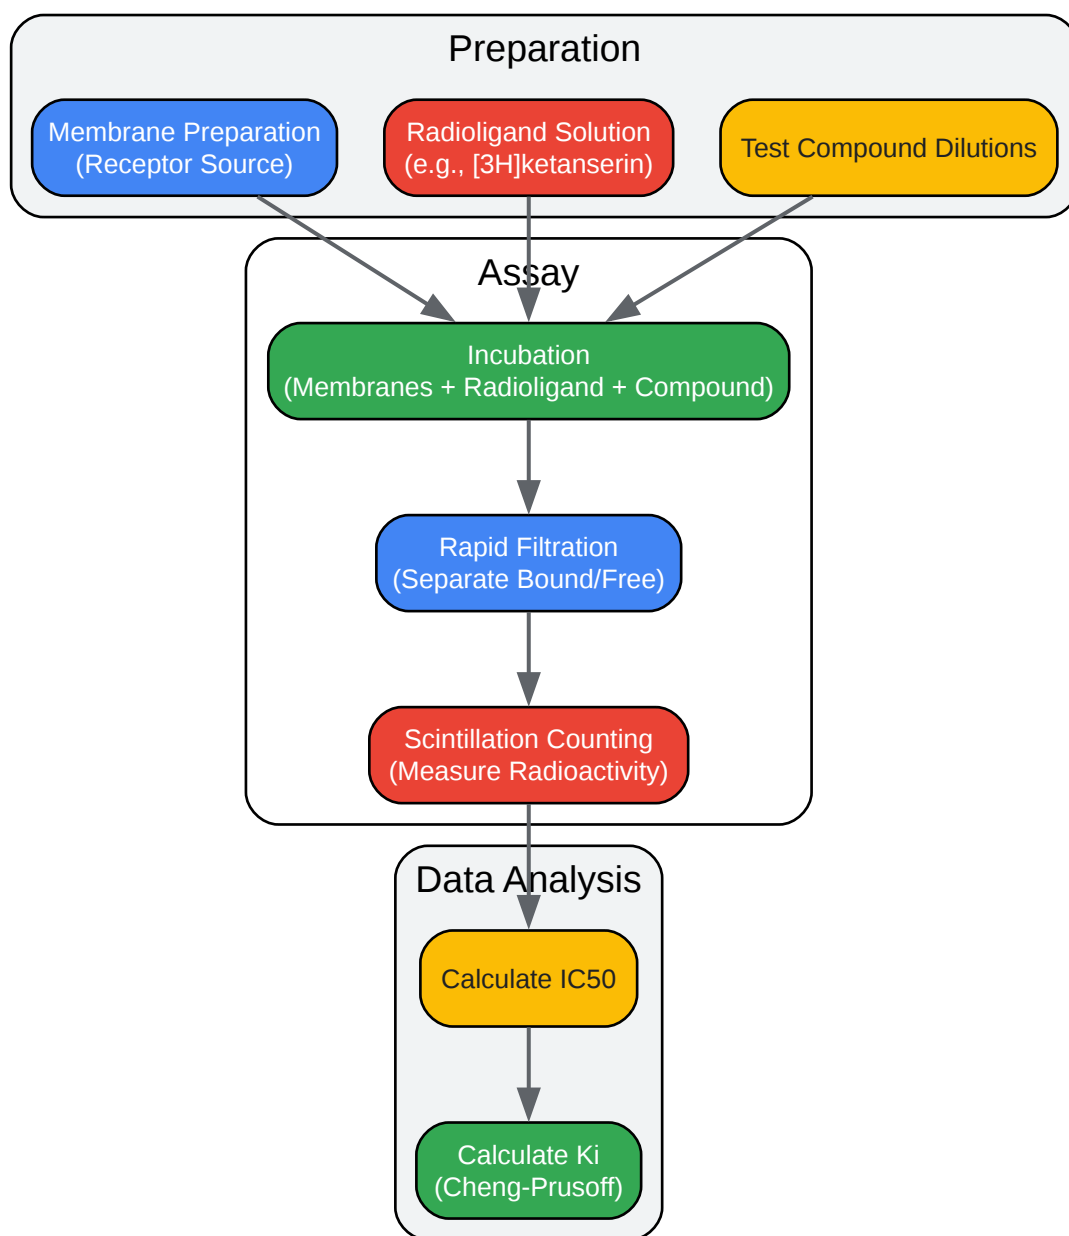 Preparation
Membrane Preparation
(Receptor Source)
Radioligand Solution
(e.g., [3H]ketanserin)
Test Compound Dilutions
Assay
Incubation
(Membranes + Radioligand + Compound)
Rapid Filtration
(Separate Bound/Free)
Scintillation Counting
(Measure Radioactivity)
Data Analysis
Calculate IC50
Calculate Ki
(Cheng-Prusoff)